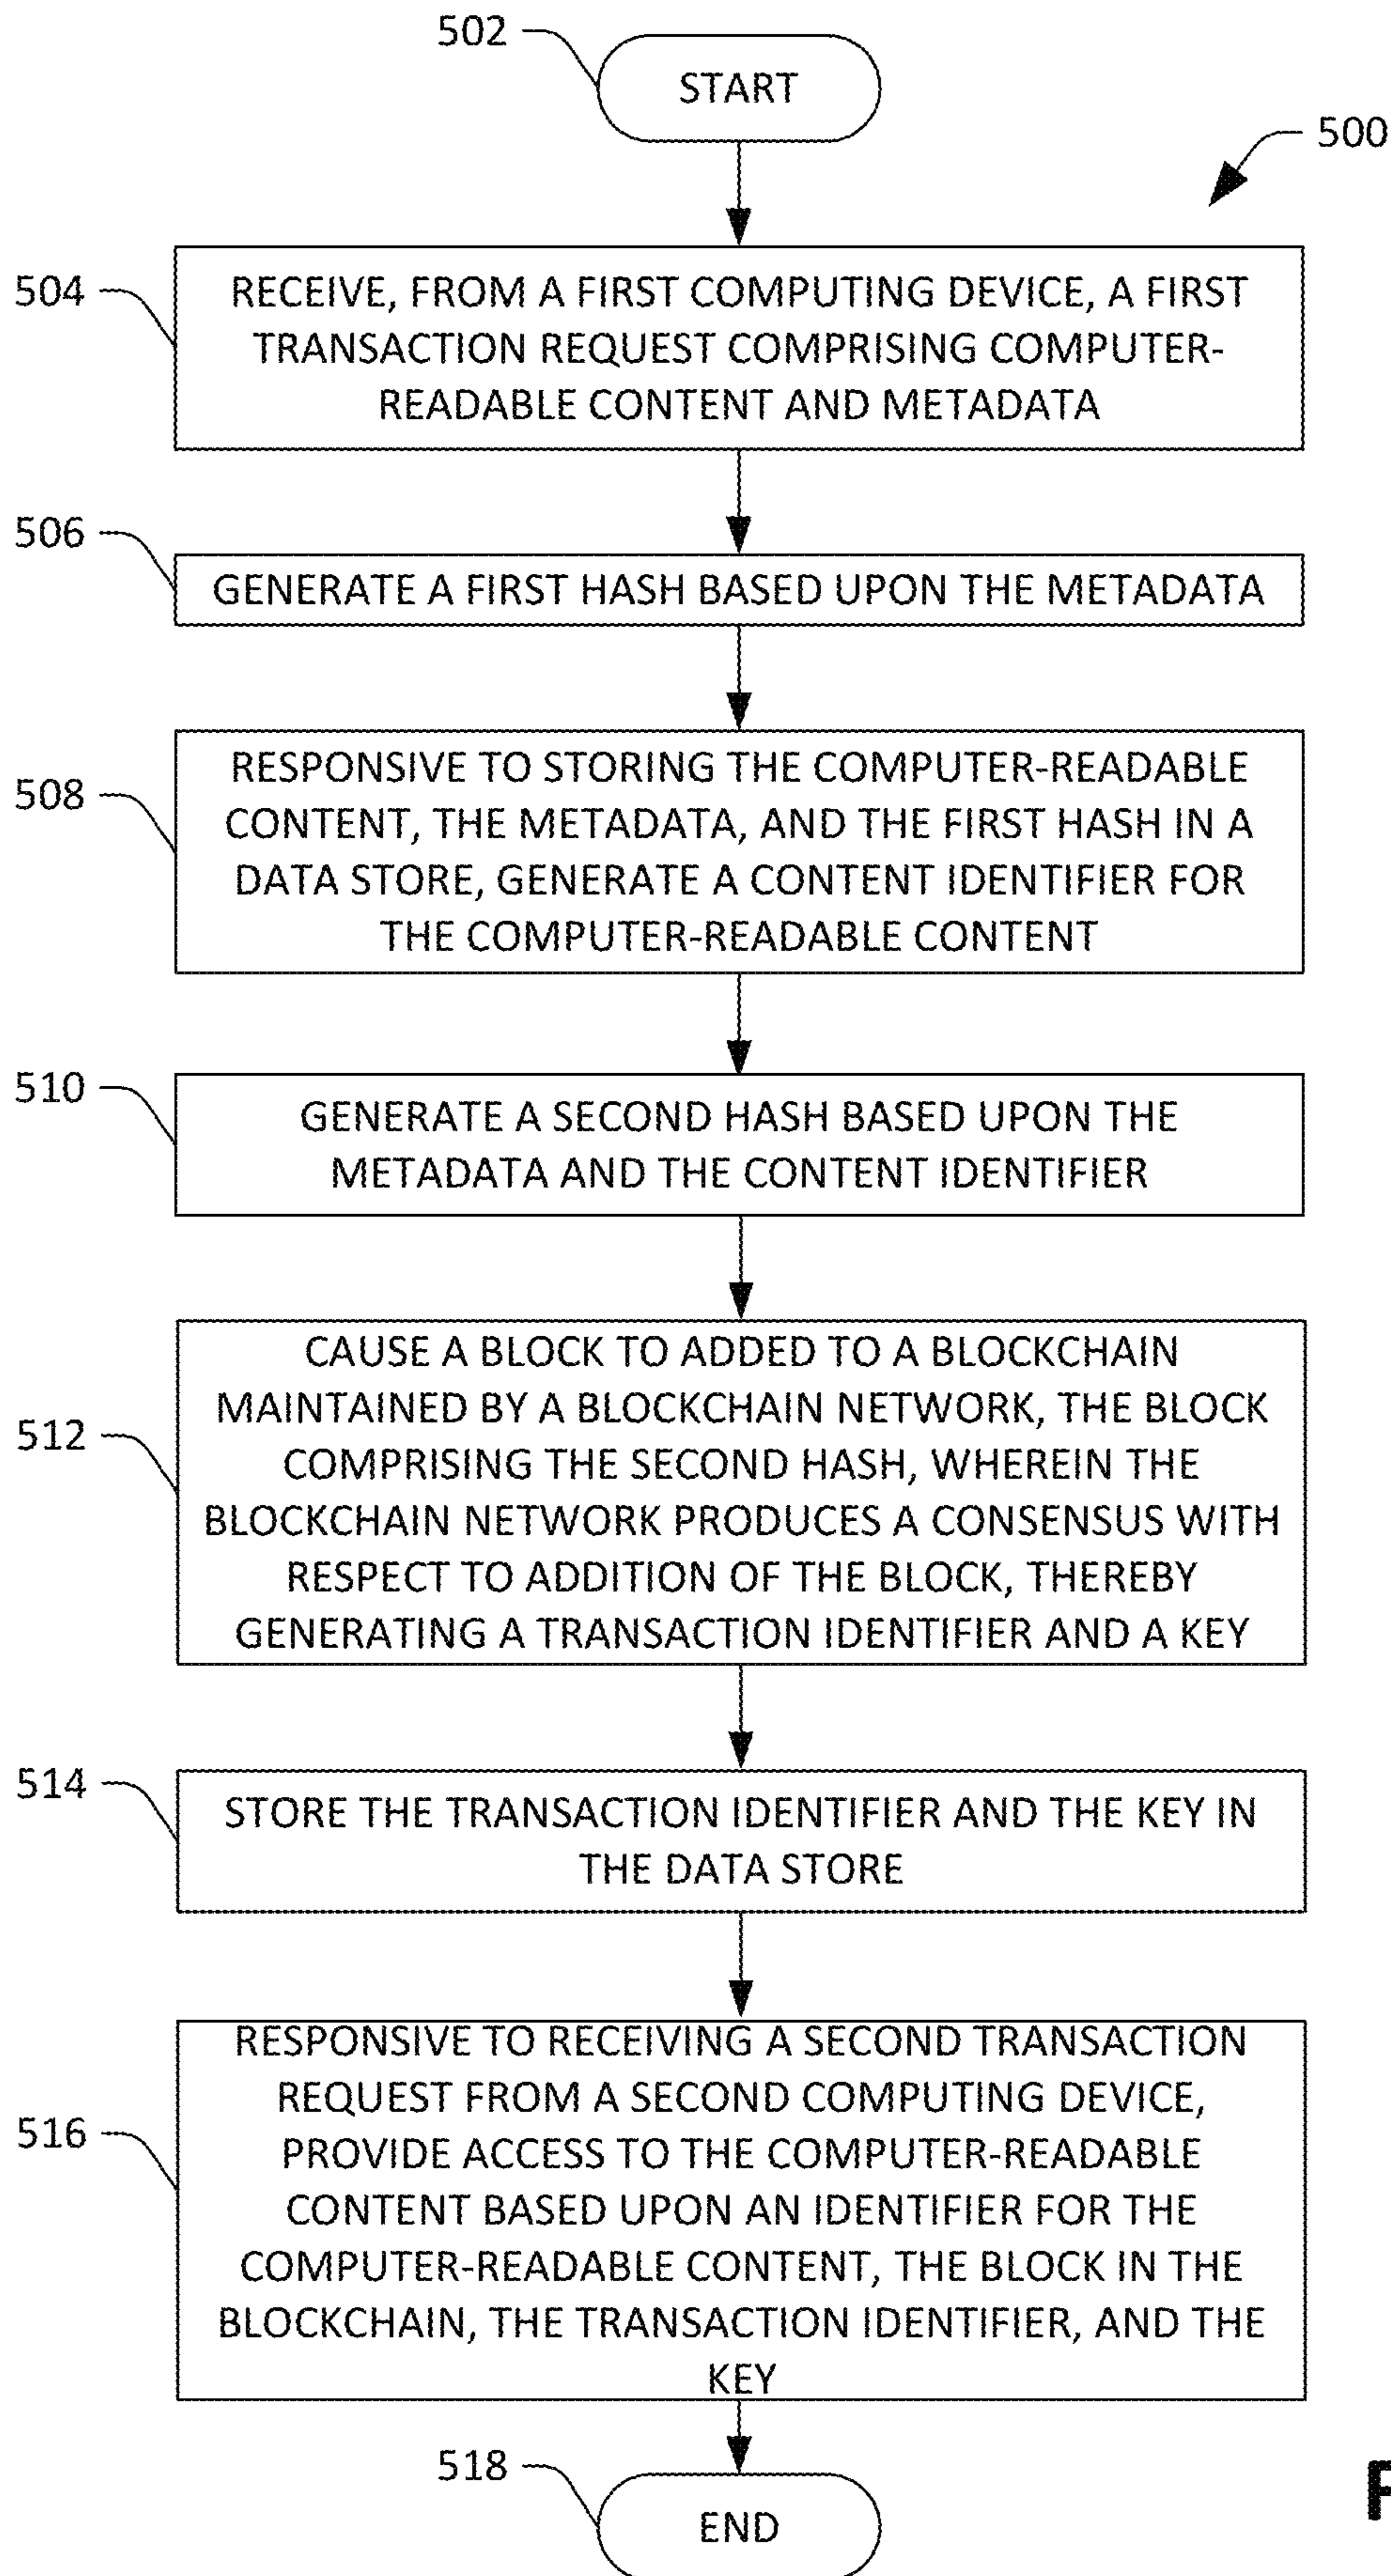 502
START
500
504
RECEIVE, FROM A FIRST COMPUTING DEVICE, A FIRST
TRANSACTION REQUEST COMPRISING COMPUTER-
READABLE CONTENT AND METADATA
506
GENERATE A FIRST HASH BASED UPON THE METADATA
508
RESPONSIVE TO STORING THE COMPUTER-READABLE
CONTENT, THE METADATA, AND THE FIRST HASH IN A
DATA STORE, GENERATE A CONTENT IDENTIFIER FOR
THE COMPUTER-READABLE CONTENT
510
GENERATE A SECOND HASH BASED UPON THE
METADATA AND THE CONTENT IDENTIFIER
512
CAUSE A BLOCK TO ADDED TO A BLOCKCHAIN
MAINTAINED BY A BLOCKCHAIN NETWORK, THE BLOCK
COMPRISING THE SECOND HASH, WHEREIN THE
BLOCKCHAIN NETWORK PRODUCES A CONSENSUS WITH
RESPECT TO ADDITION OF THE BLOCK, THEREBY
GENERATING A TRANSACTION IDENTIFIER AND A KEY
514
STORE THE TRANSACTION IDENTIFIER AND THE KEY IN
THE DATA STORE
516
RESPONSIVE TO RECEIVING A SECOND TRANSACTION
REQUEST FROM A SECOND COMPUTING DEVICE,
PROVIDE ACCESS TO THE COMPUTER-READABLE
CONTENT BASED UPON AN IDENTIFIER FOR THE
COMPUTER-READABLE CONTENT, THE BLOCK IN THE
BLOCKCHAIN, THE TRANSACTION IDENTIFIER, AND THE
KEY
518
END